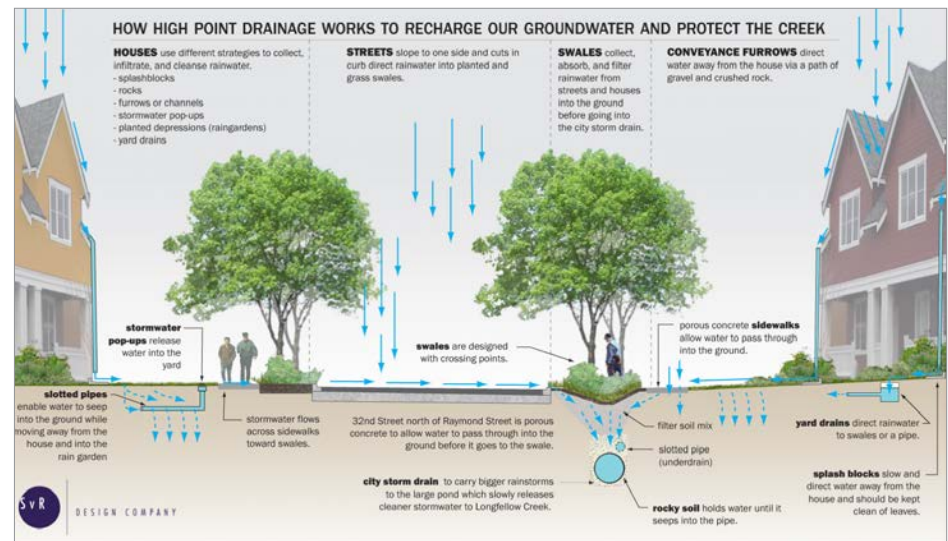 HOW HIGH POINT DRAINAGE WORKS TO RECHARGE OUR GROUNDWATER AND PROTECT THE CREEK
HOUSES use different strategies to collect,
infiltrate, and cleanse rainwater.
- splashblocks
- rocks
- furrows or channels
- stormwater pop-ups
- planted depressions (raingardens)
- yard drains
STREETS slope to one side and cuts in
curb direct rainwater into planted and
grass swales.
SWALES collect,
absorb, and filter
rainwater from
streets and houses
into the ground
before going into
the city storm drain.
CONVEYANCE FURROWS direct
water away from the house via a path of
gravel and crushed rock.
stormwater
pop-ups release
water into the
yard
swales are designed
with crossing points.
porous concrete sidewalks
allow water to pass through
into the ground.
slotted pipes
enable water to seep
into the ground while
moving away from the
house and into the
rain garden
stormwater flows
across sidewalks
toward swales.
32nd Street north of Raymond Street is porous
concrete to allow water to pass through into the
ground before it goes to the swale.
filter soil mix
slotted pipe
(underdrain)
yard drains direct rainwater
to swales or a pipe.
city storm drain to carry bigger rainstorms
to the large pond which slowly releases
cleaner stormwater to Longfellow Creek.
rocky soil holds water until it
seeps into the pipe.
splash blocks slow and
direct water away from the
house and should be kept
clean of leaves.
SvR
DESIGN COMPANY